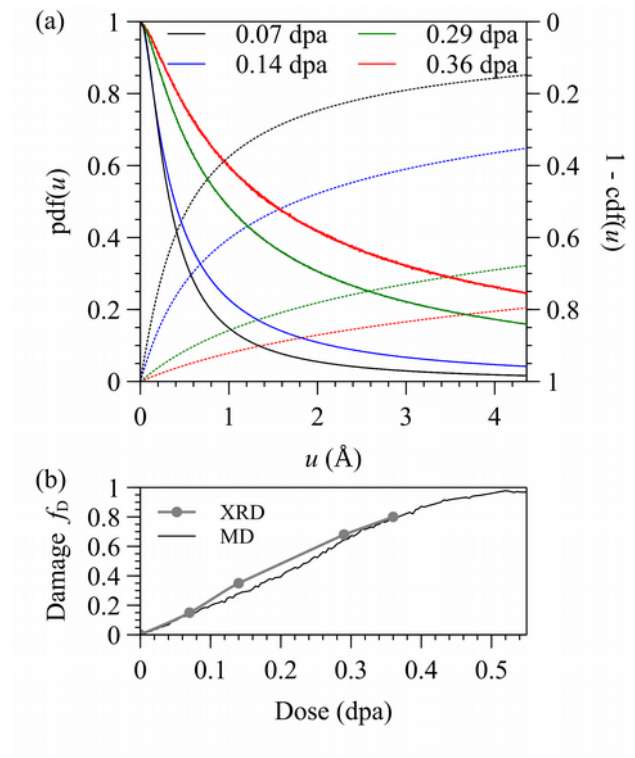 (a)
1 0
0.07 dpa 0.29 dpa
0.14 dpa 0.36 dpa
0.8 0.2
0.6 0.4
0.4 0.6
0.2 0.8
0 1
pdf(u)
1 - cdf(u)
0 1 2 3 4
u (Å)
(b)
1
0.8
0.6
0.4
0.2
0
XRD
MD
Damage f_D
0 0.1 0.2 0.3 0.4 0.5
Dose (dpa)